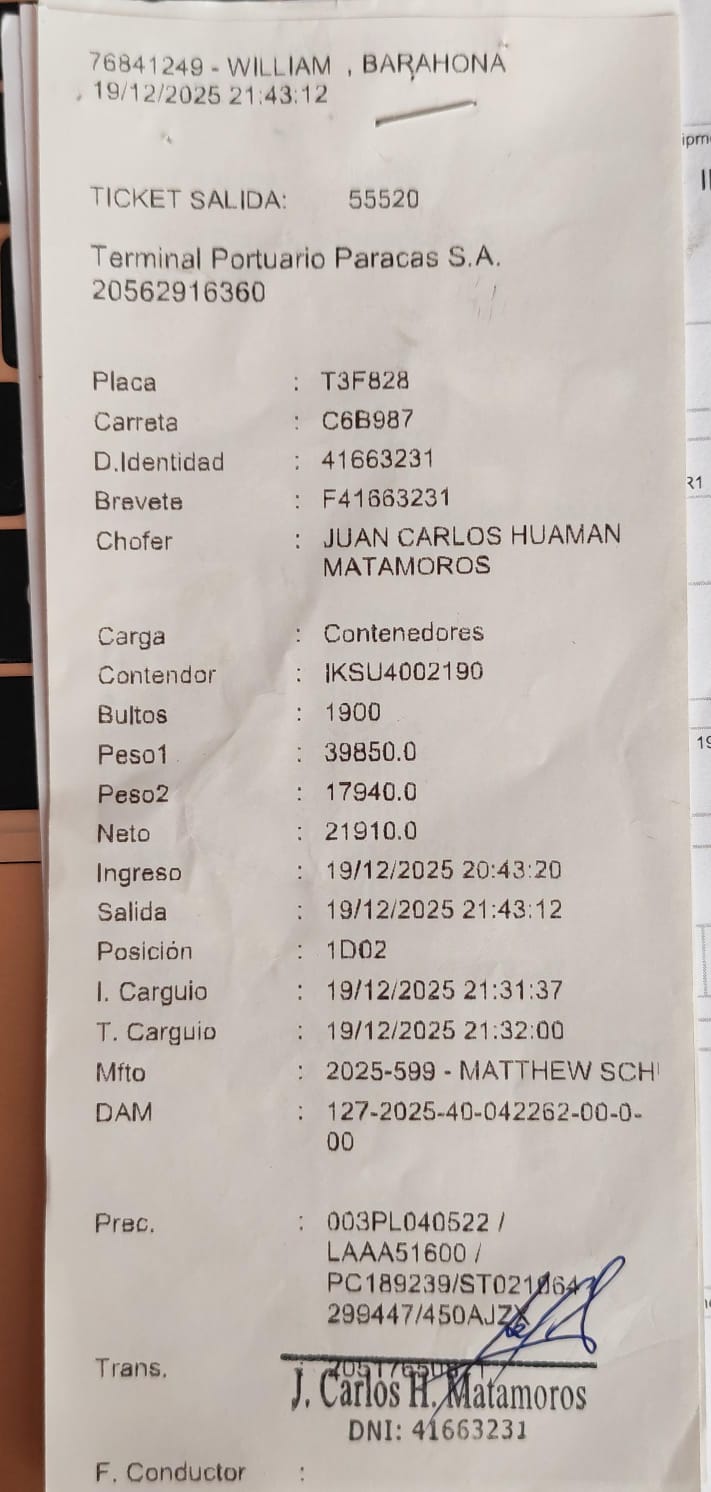 76841249 - WILLIAM , BARAHONA
19/12/2025 21:43:12
TICKET SALIDA: 55520
Terminal Portuario Paracas S.A.
20562916360
Placa : T3F828
Carreta : C6B987
D.Identidad : 41663231
Brevete : F41663231
Chofer : JUAN CARLOS HUAMAN
MATAMOROS
Carga : Contenedores
Contendor : IKSU4002190
Bultos : 1900
Peso1 : 39850.0
Peso2 : 17940.0
Neto : 21910.0
Ingreso : 19/12/2025 20:43:20
Salida : 19/12/2025 21:43:12
Posición : 1D02
I. Carguio : 19/12/2025 21:31:37
T. Carguio : 19/12/2025 21:32:00
Mfto : 2025-599 - MATTHEW SCH
DAM : 127-2025-40-042262-00-0-
00
Prec. : 003PL040522 /
LAAA51600 /
299447/450AJZX
Trans. :
J. Carlos H. Matamoros
DNI: 41663231
F. Conductor :